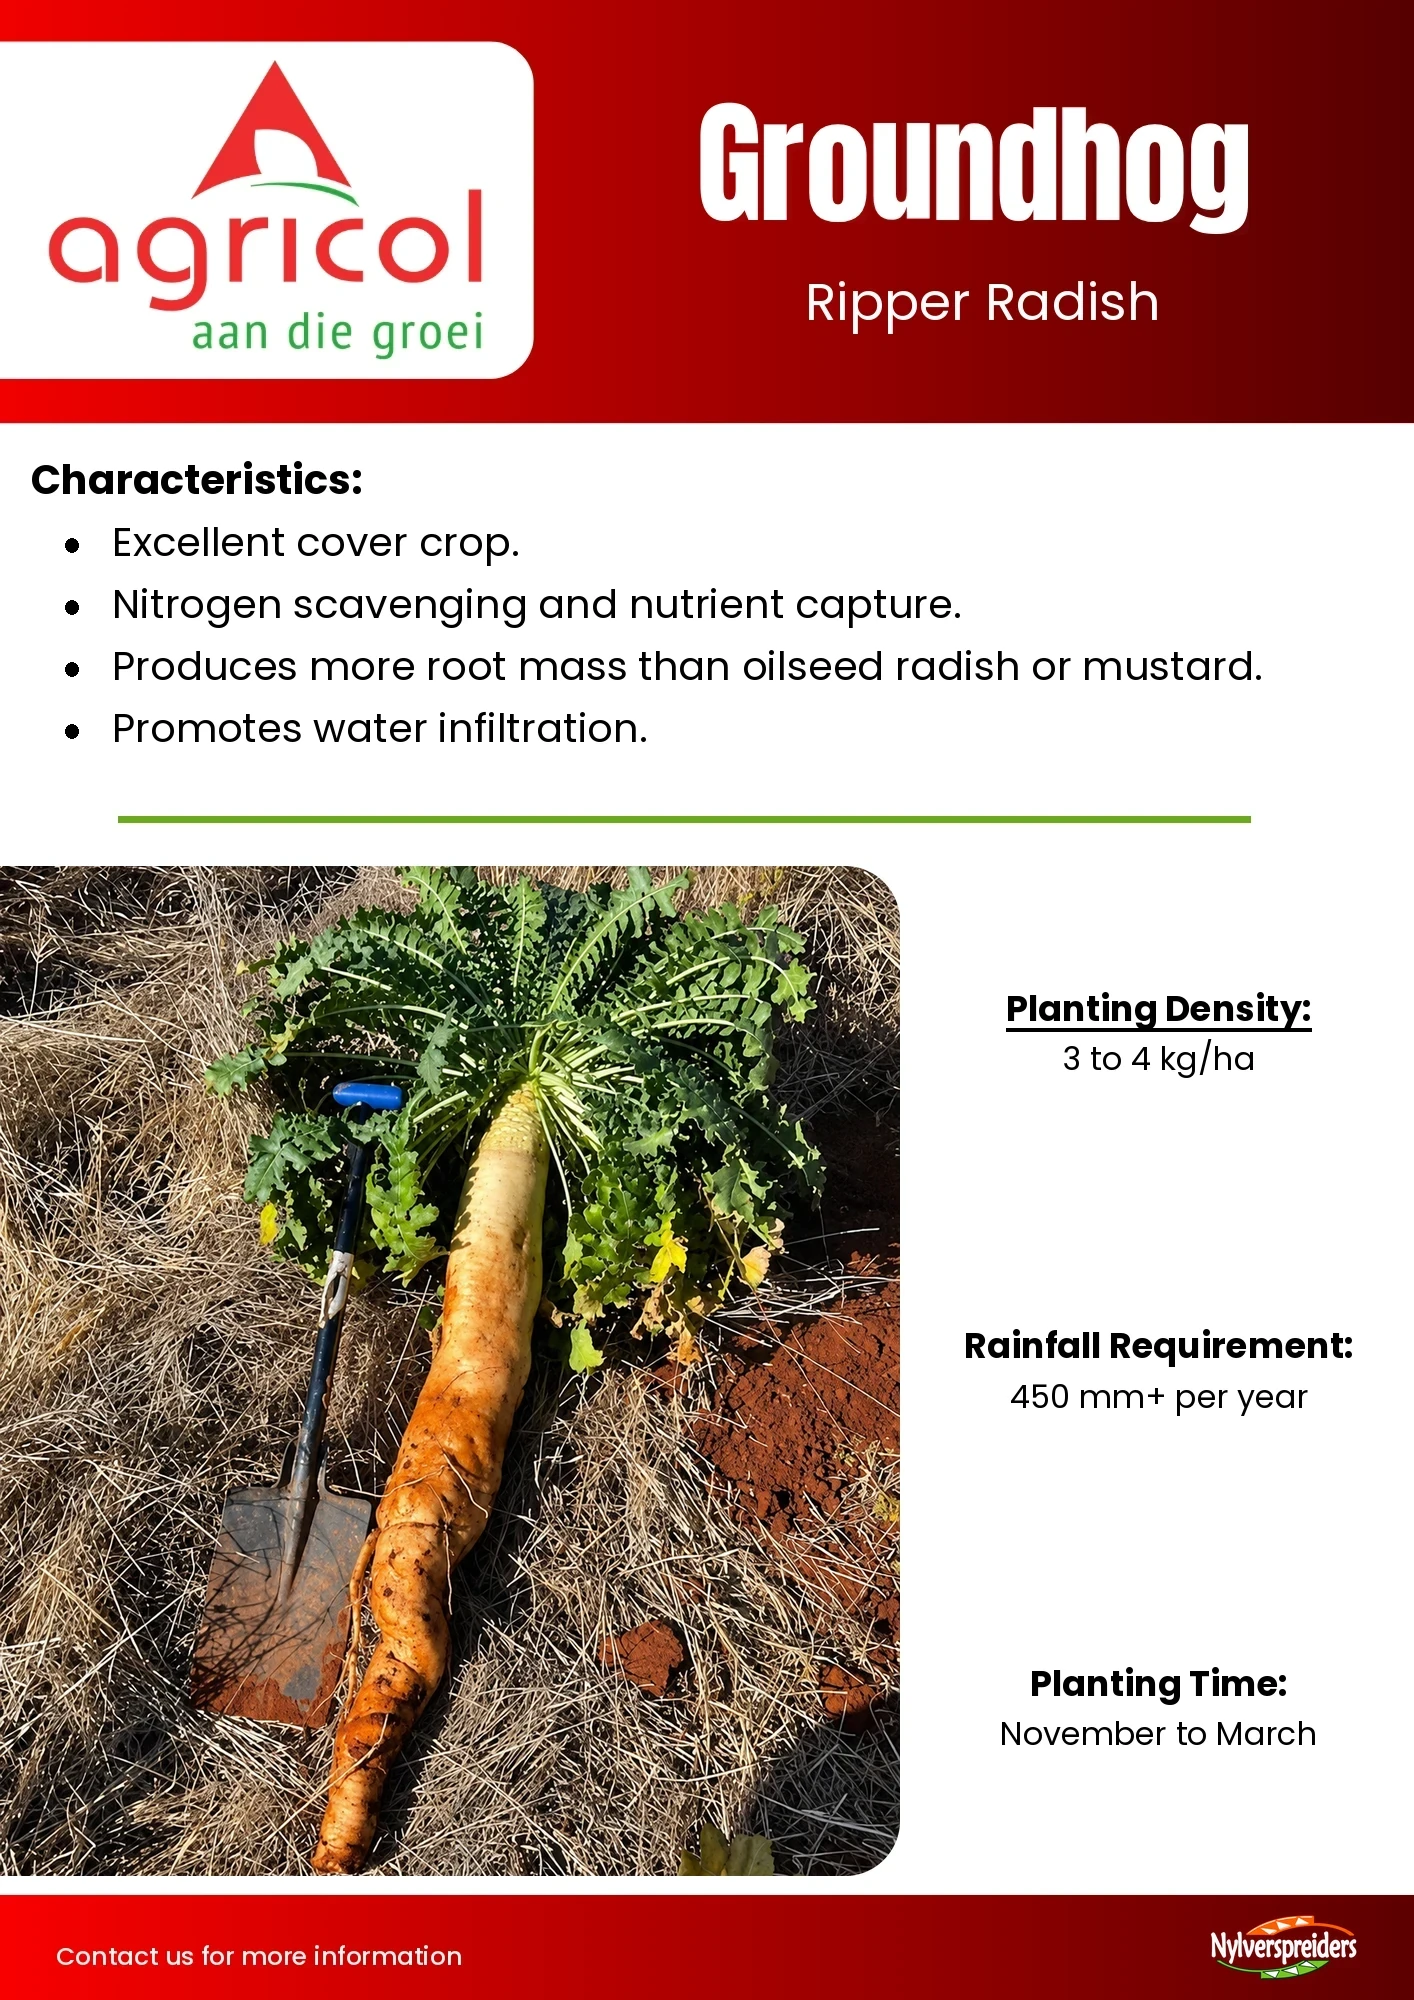 agricol
aan die groei
Groundhog
Ripper Radish
Characteristics:
• Excellent cover crop.
• Nitrogen scavenging and nutrient capture.
• Produces more root mass than oilseed radish or mustard.
• Promotes water infiltration.
Planting Density:
3 to 4 kg/ha
Rainfall Requirement:
450 mm+ per year
Planting Time:
November to March
Contact us for more information
Nylverspreiders